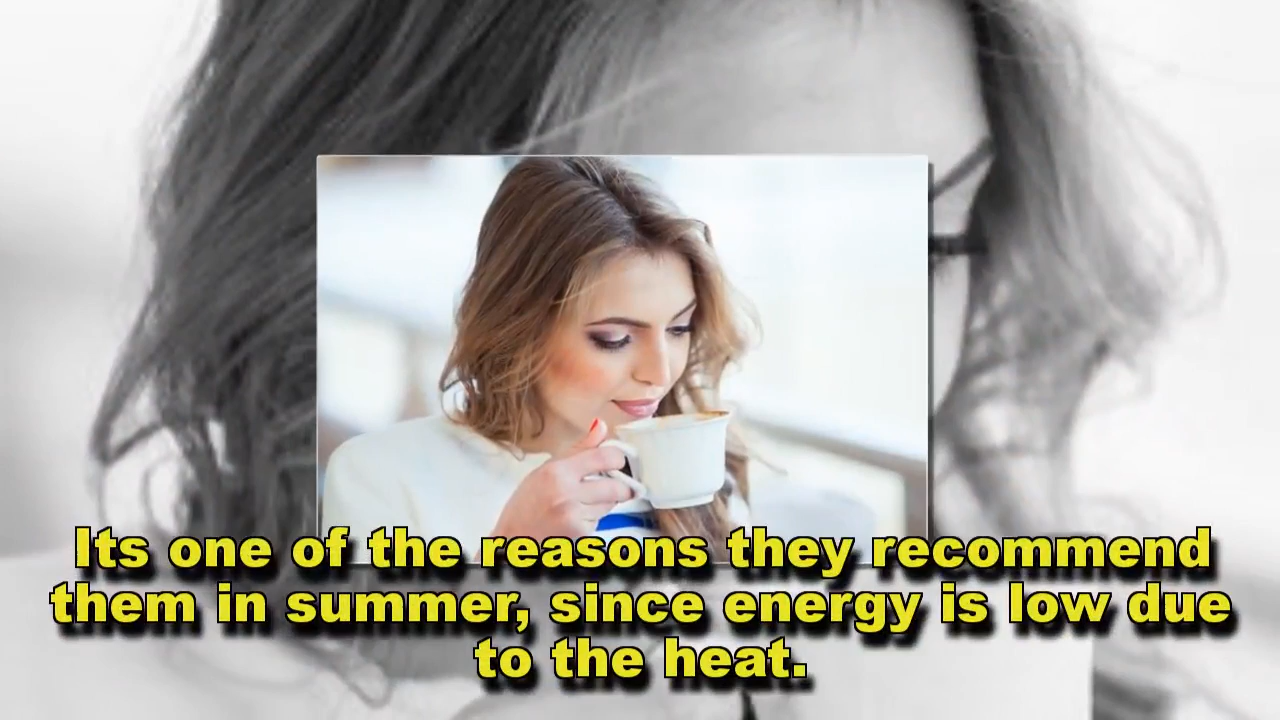 Its one of the reasons they recommend
them in summer, since energy is low due
to the heat.